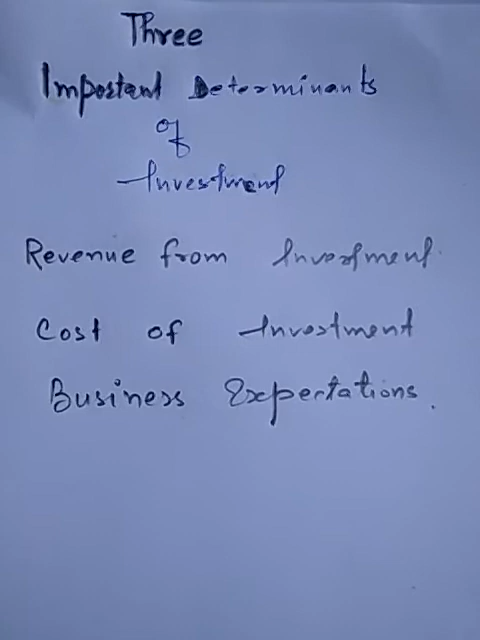 Three
Important Determinants
of
Investment
Revenue from Investment
Cost of Investment
Business Expectations.